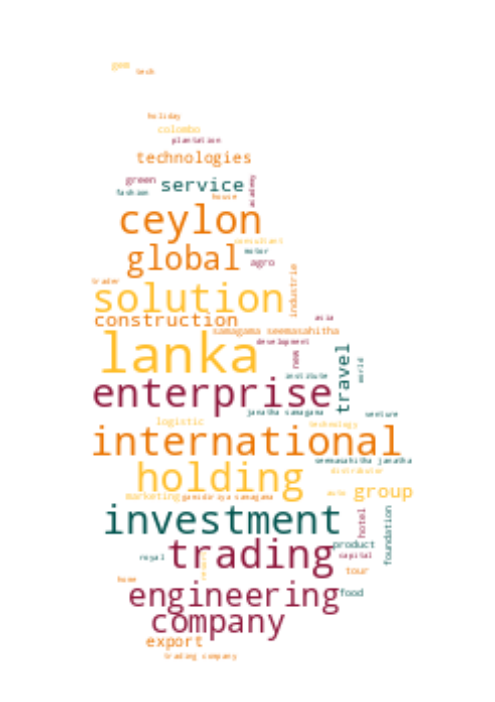 gem
tech
holiday
colombo
plantation
technologies
green
service
academy
fashion
house
ceylon
consultant
motor
global
agro
trader
solution
industrie
construction
asia
samagama seemasahitha
development
lanka
new
travel
world
institute
enterprise
janatha samagama
venture
logistic
technology
international
seemasahitha janatha
distributor
holding
marketing
gamidiriya samagama
auto
group
investment
hotel
foundation
trading
product
royal
capital
tour
home
engineering
food
company
export
trading company